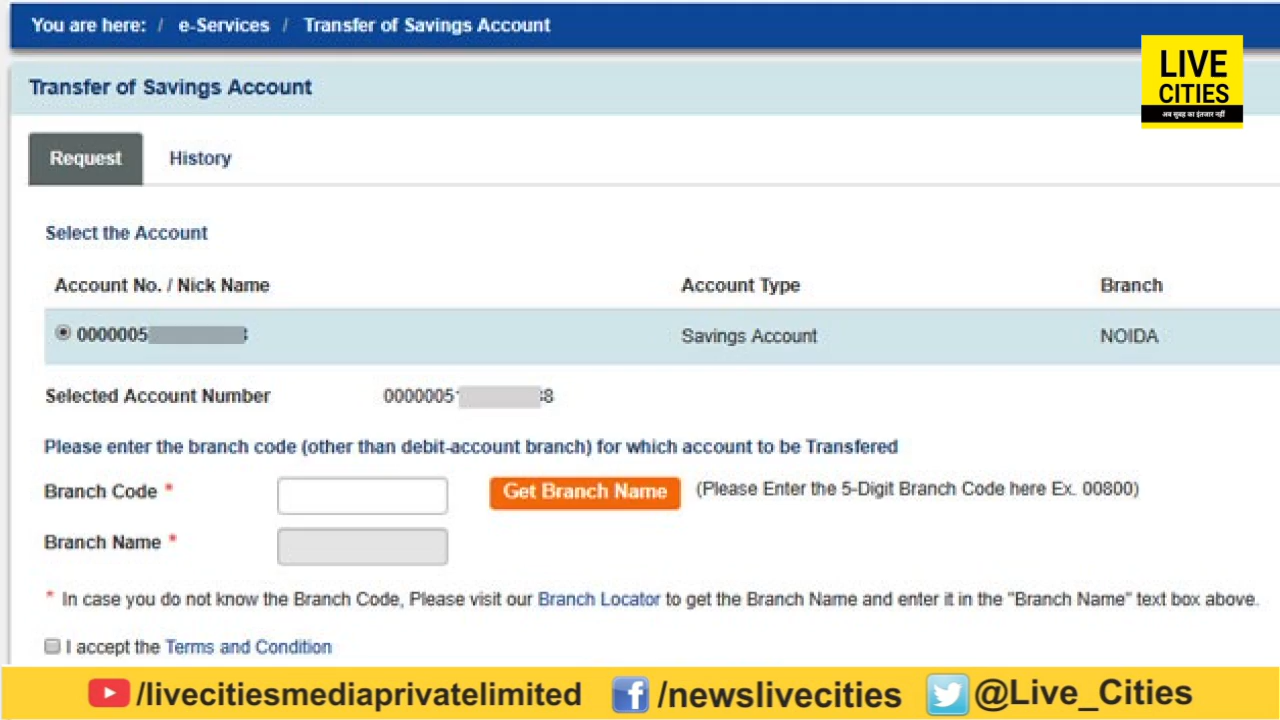 You are here: / e-Services / Transfer of Savings Account
LIVE
CITIES
अब सुबह का इंतजार नहीं
Transfer of Savings Account
Request History
Select the Account
Account No. / Nick Name Account Type Branch
0000005 Savings Account NOIDA
Selected Account Number 0000005 8
Please enter the branch code (other than debit-account branch) for which account to be Transfered
Branch Code * Get Branch Name (Please Enter the 5-Digit Branch Code here Ex. 00800)
Branch Name *
* In case you do not know the Branch Code, Please visit our Branch Locator to get the Branch Name and enter it in the "Branch Name" text box above.
I accept the Terms and Condition
/livecitiesmediaprivatelimited f /newslivecities @Live_Cities